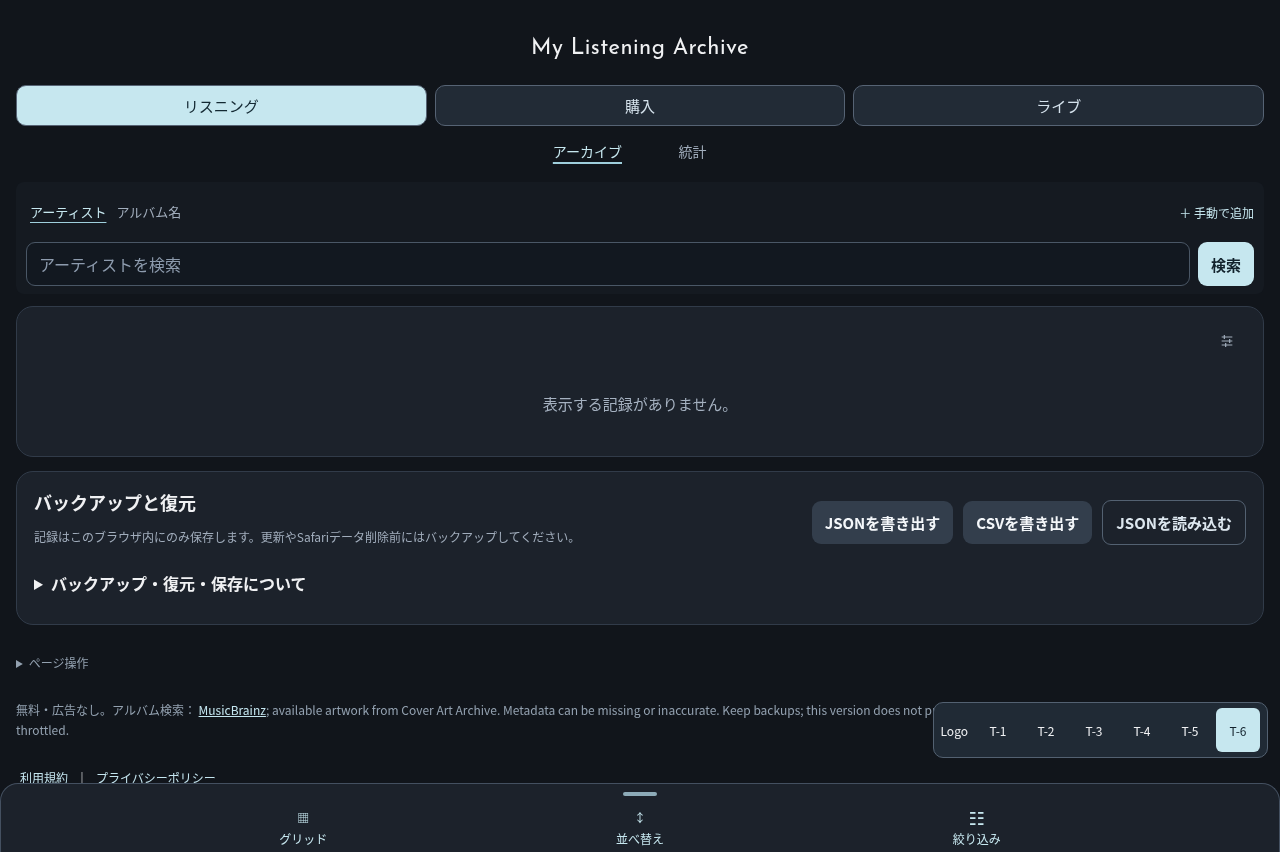 My Listening Archive
リスニング
購入
ライブ
アーカイブ
統計
アーティスト
アルバム名
＋ 手動で追加
アーティストを検索
検索
表示する記録がありません。
バックアップと復元
記録はこのブラウザ内にのみ保存します。更新やSafariデータ削除前にはバックアップしてください。
JSONを書き出す
CSVを書き出す
JSONを読み込む
▶ バックアップ・復元・保存について
▶ ページ操作
無料・広告なし。アルバム検索： MusicBrainz; available artwork from Cover Art Archive. Metadata can be missing or inaccurate. Keep backups; this version does not
throttled.
Logo
T-1
T-2
T-3
T-4
T-5
T-6
利用規約 | プライバシーポリシー
グリッド
並べ替え
絞り込み